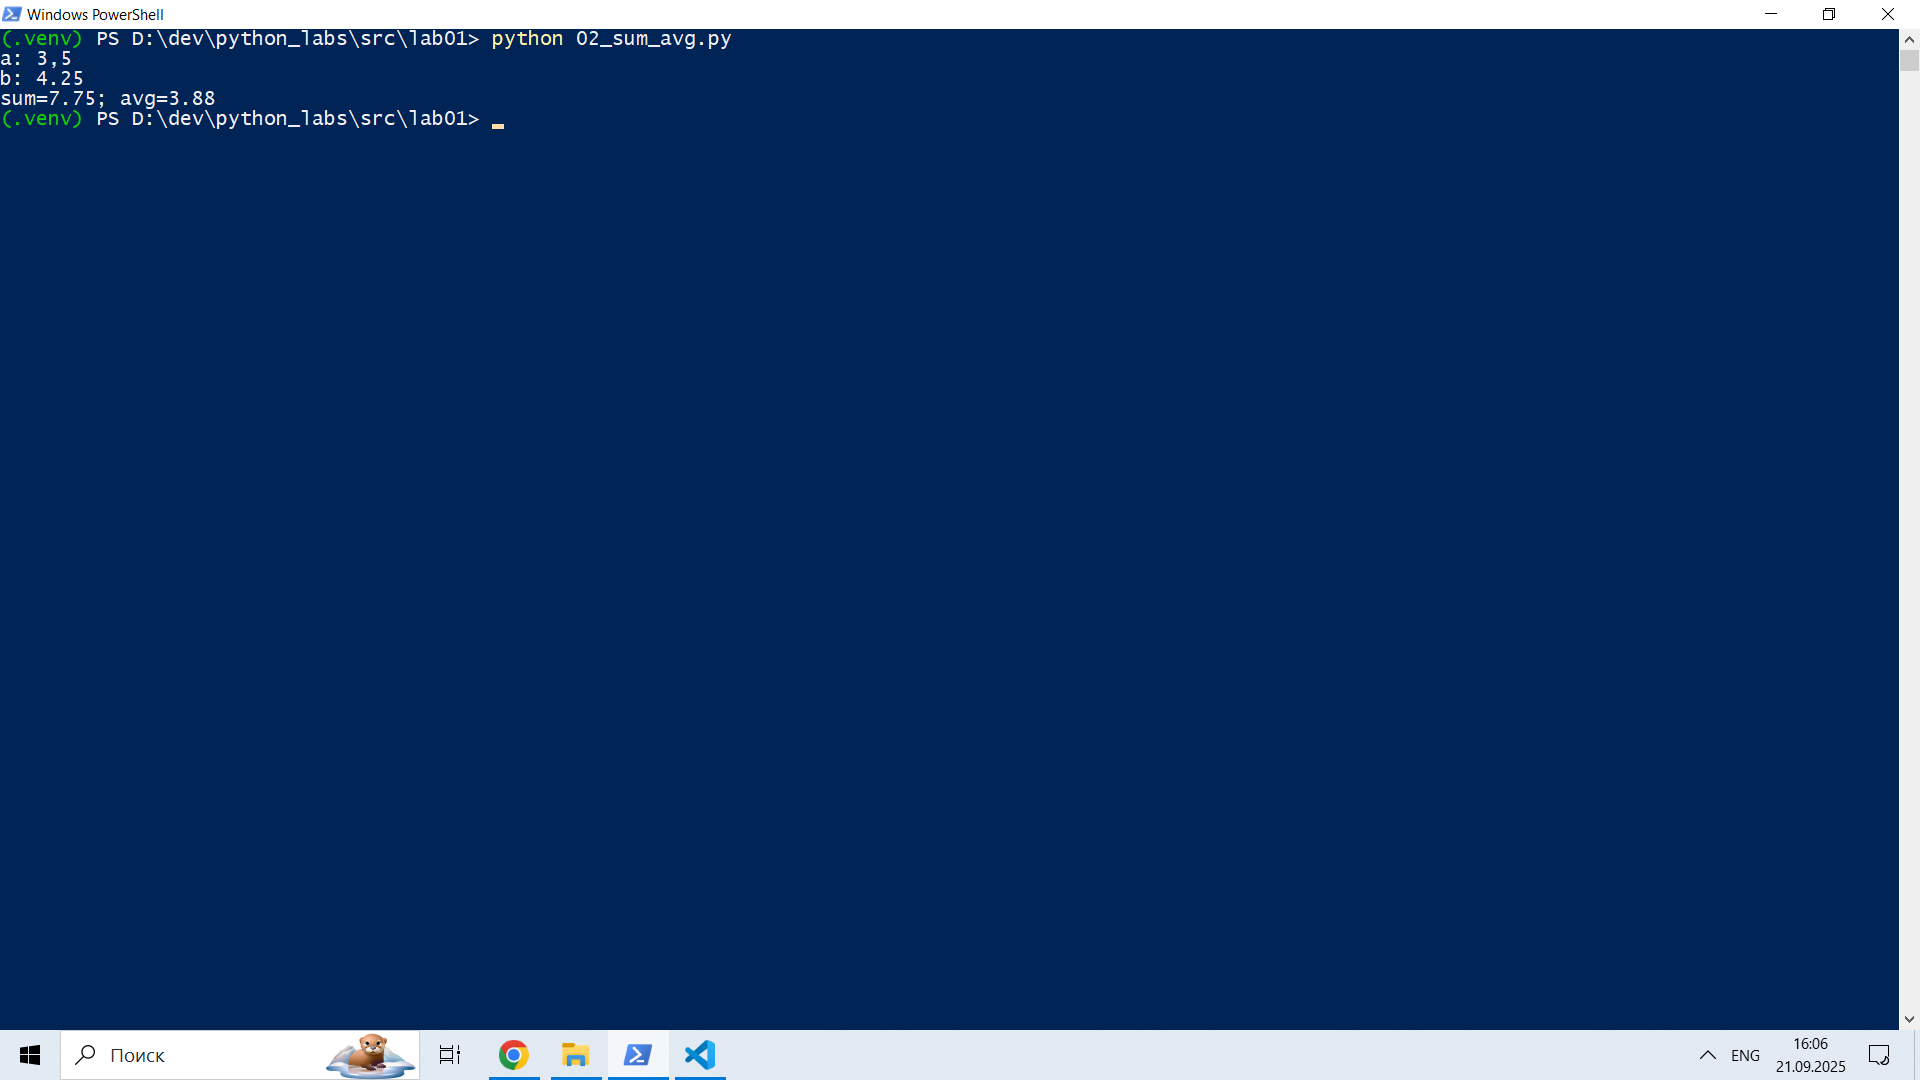 Windows PowerShell
(.venv) PS D:\dev\python_labs\src\lab01> python 02_sum_avg.py
a: 3,5
b: 4.25
sum=7.75; avg=3.88
(.venv) PS D:\dev\python_labs\src\lab01>
Поиск
ENG
16:06
21.09.2025